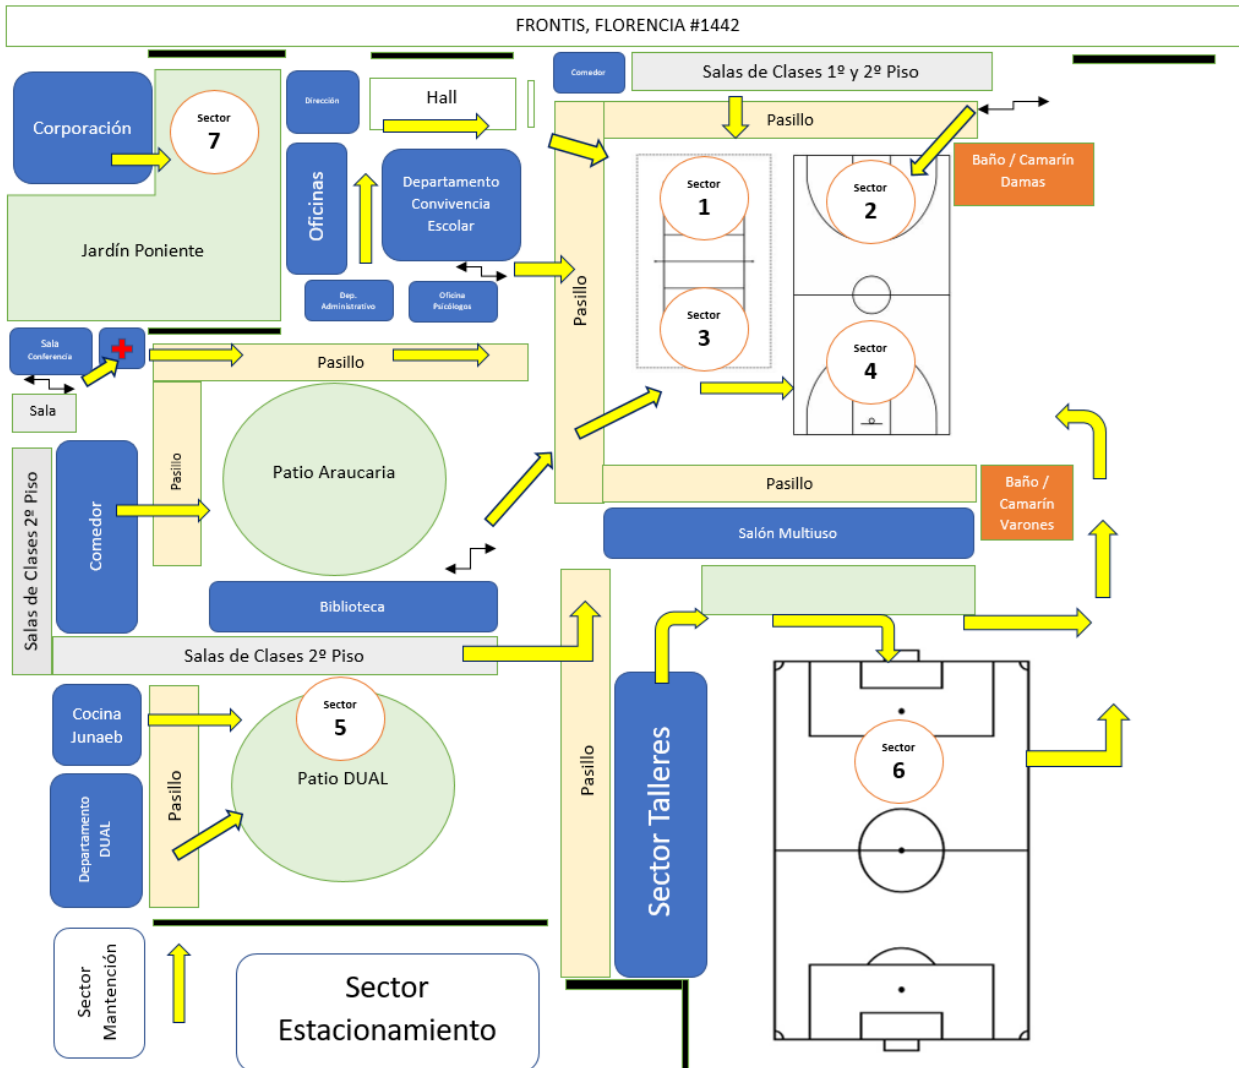 FRONTIS, FLORENCIA #1442
Corporación
Sector
7
Jardín Poniente
Dirección
Hall
Oficinas
Departamento
Convivencia
Escolar
Dep.
Administrativo
Oficina
Psicólogos
Comedor
Salas de Clases 1º y 2º Piso
Pasillo
Baño / Camarín
Damas
Sector
1
Sector
2
Pasillo
Sector
3
Sector
4
Sala
Conferencia
Sala
Pasillo
Pasillo
Patio Araucaria
Salas de Clases 2º Piso
Comedor
Biblioteca
Salas de Clases 2º Piso
Pasillo
Baño /
Camarín
Varones
Salón Multiuso
Cocina
Junaeb
Sector
5
Patio DUAL
Pasillo
Departamento
DUAL
Pasillo
Sector Talleres
Sector
6
Sector
Mantención
Sector
Estacionamiento